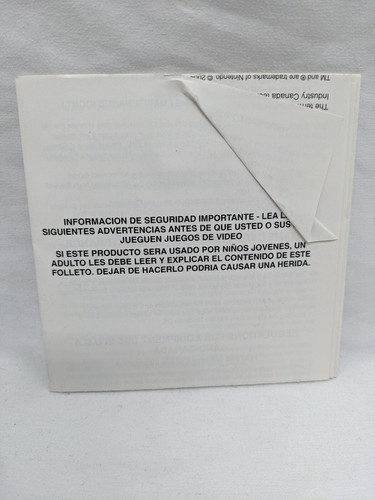 TM and ® are trademarks of Nintendo © 200
Industry Canada
The term
INFORMACION DE SEGURIDAD IMPORTANTE - LEA L
SIGUIENTES ADVERTENCIAS ANTES DE QUE USTED O SUS
JUEGUEN JUEGOS DE VIDEO
SI ESTE PRODUCTO SERA USADO POR NIÑOS JOVENES, UN
ADULTO LES DEBE LEER Y EXPLICAR EL CONTENIDO DE ESTE
FOLLETO. DEJAR DE HACERLO PODRIA CAUSAR UNA HERIDA.